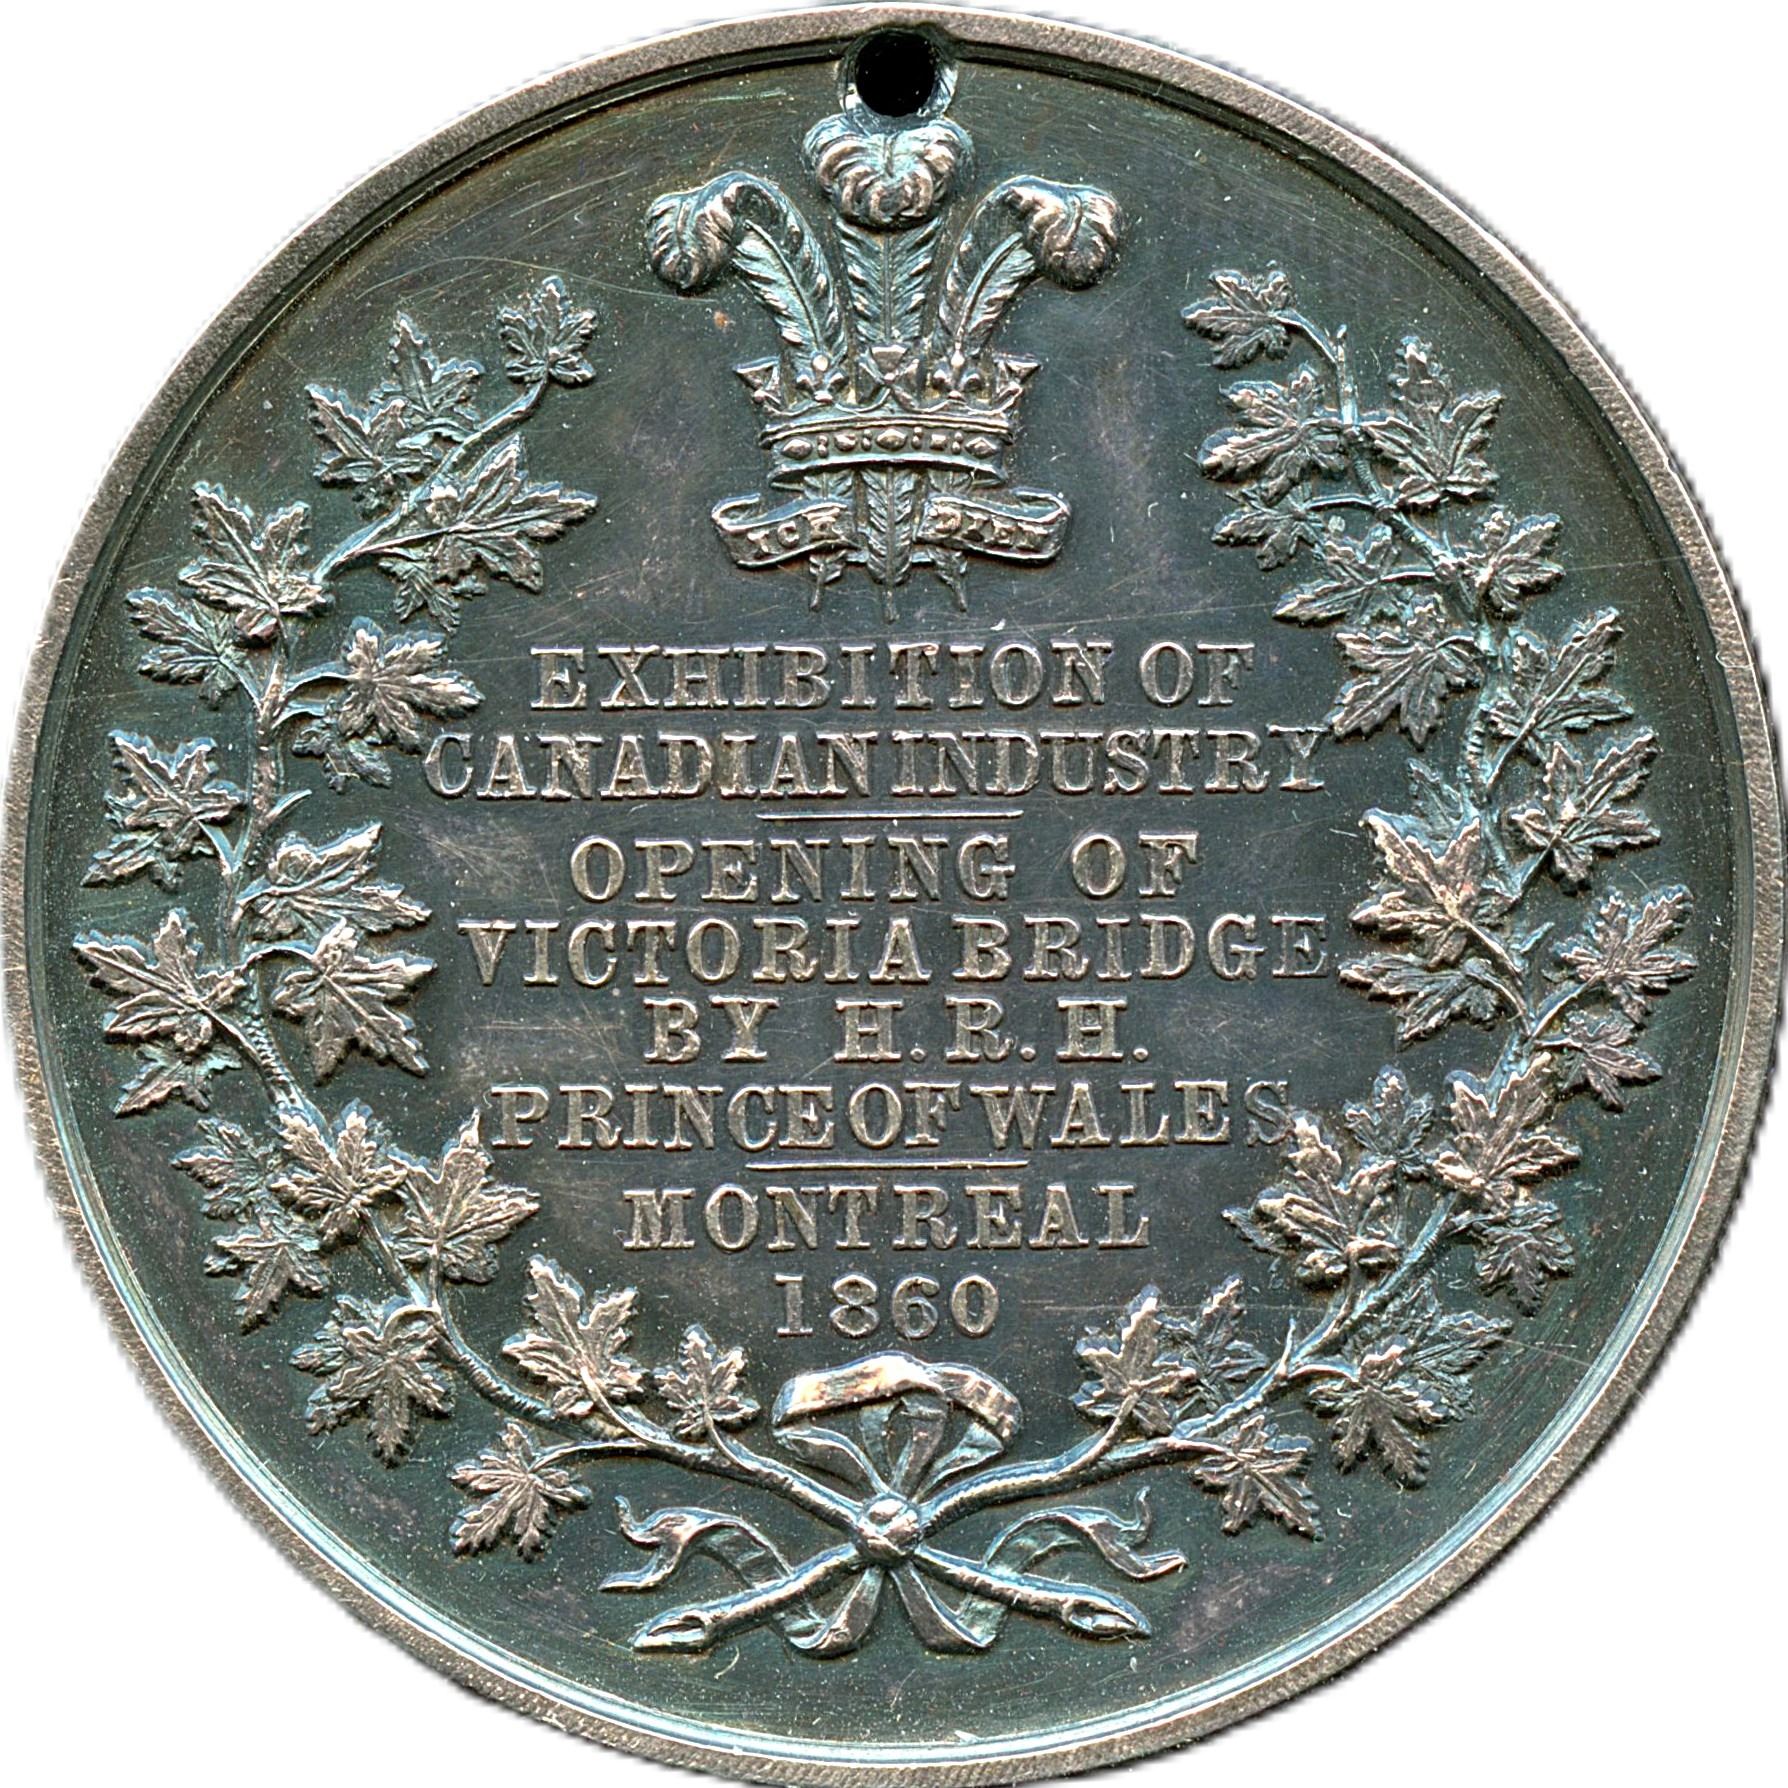 ICH DIEN
EXHIBITION OF
CANADIAN INDUSTRY
OPENING OF
VICTORIA BRIDGE
BY H.R.H.
PRINCE OF WALES
MONTREAL
1860